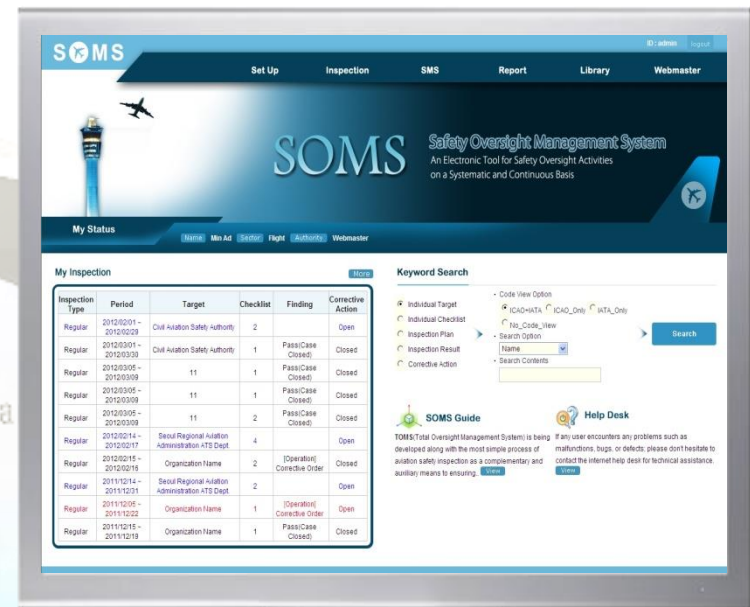 SOMS
ID : admin logout
Set Up Inspection SMS Report Library Webmaster
SOMS
Safety Oversight Management System
An Electronic Tool for Safety Oversight Activities
on a Systematic and Continuous Basis
My Status
Name Min Ad Sector Flight Authority Webmaster
My Inspection More
Inspection Type Period Target Checklist Finding Corrective Action
Regular 2012/02/01 ~ 2012/02/29 Civil Aviation Safety Authority 2 Open
Regular 2012/03/01 ~ 2012/03/30 Civil Aviation Safety Authority 1 Pass(Case Closed) Closed
Regular 2012/03/05 ~ 2012/03/09 11 1 Pass(Case Closed) Closed
Regular 2012/03/05 ~ 2012/03/09 11 1 Pass(Case Closed) Closed
Regular 2012/03/05 ~ 2012/03/09 11 2 Pass(Case Closed) Closed
Regular 2012/02/14 ~ 2012/02/17 Seoul Regional Aviation Administration ATS Dept. 4 Open
Regular 2012/02/15 ~ 2012/02/16 Organization Name 2 [Operation] Corrective Order Closed
Regular 2011/12/14 ~ 2011/12/31 Seoul Regional Aviation Administration ATS Dept. 2 Open
Regular 2011/12/05 ~ 2011/12/22 Organization Name 1 [Operation] Corrective Order Open
Regular 2011/12/15 ~ 2011/12/19 Organization Name 1 Pass(Case Closed) Closed
Keyword Search
Individual Target
Individual Checklist
Inspection Plan
Inspection Result
Corrective Action
- Code View Option
ICAO+IATA ICAO_Only IATA_Only
No_Code_View
- Search Option
Name
- Search Contents
Search
SOMS Guide
TOMS(Total Oversight Management System) is being
developed along with the most simple process of
aviation safety inspection as a complementary and
auxiliary means to ensuring. View
Help Desk
If any user encounters any problems such as
malfunctions, bugs, or defects; please don't hesitate to
contact the internet help desk for technical assistance.
View